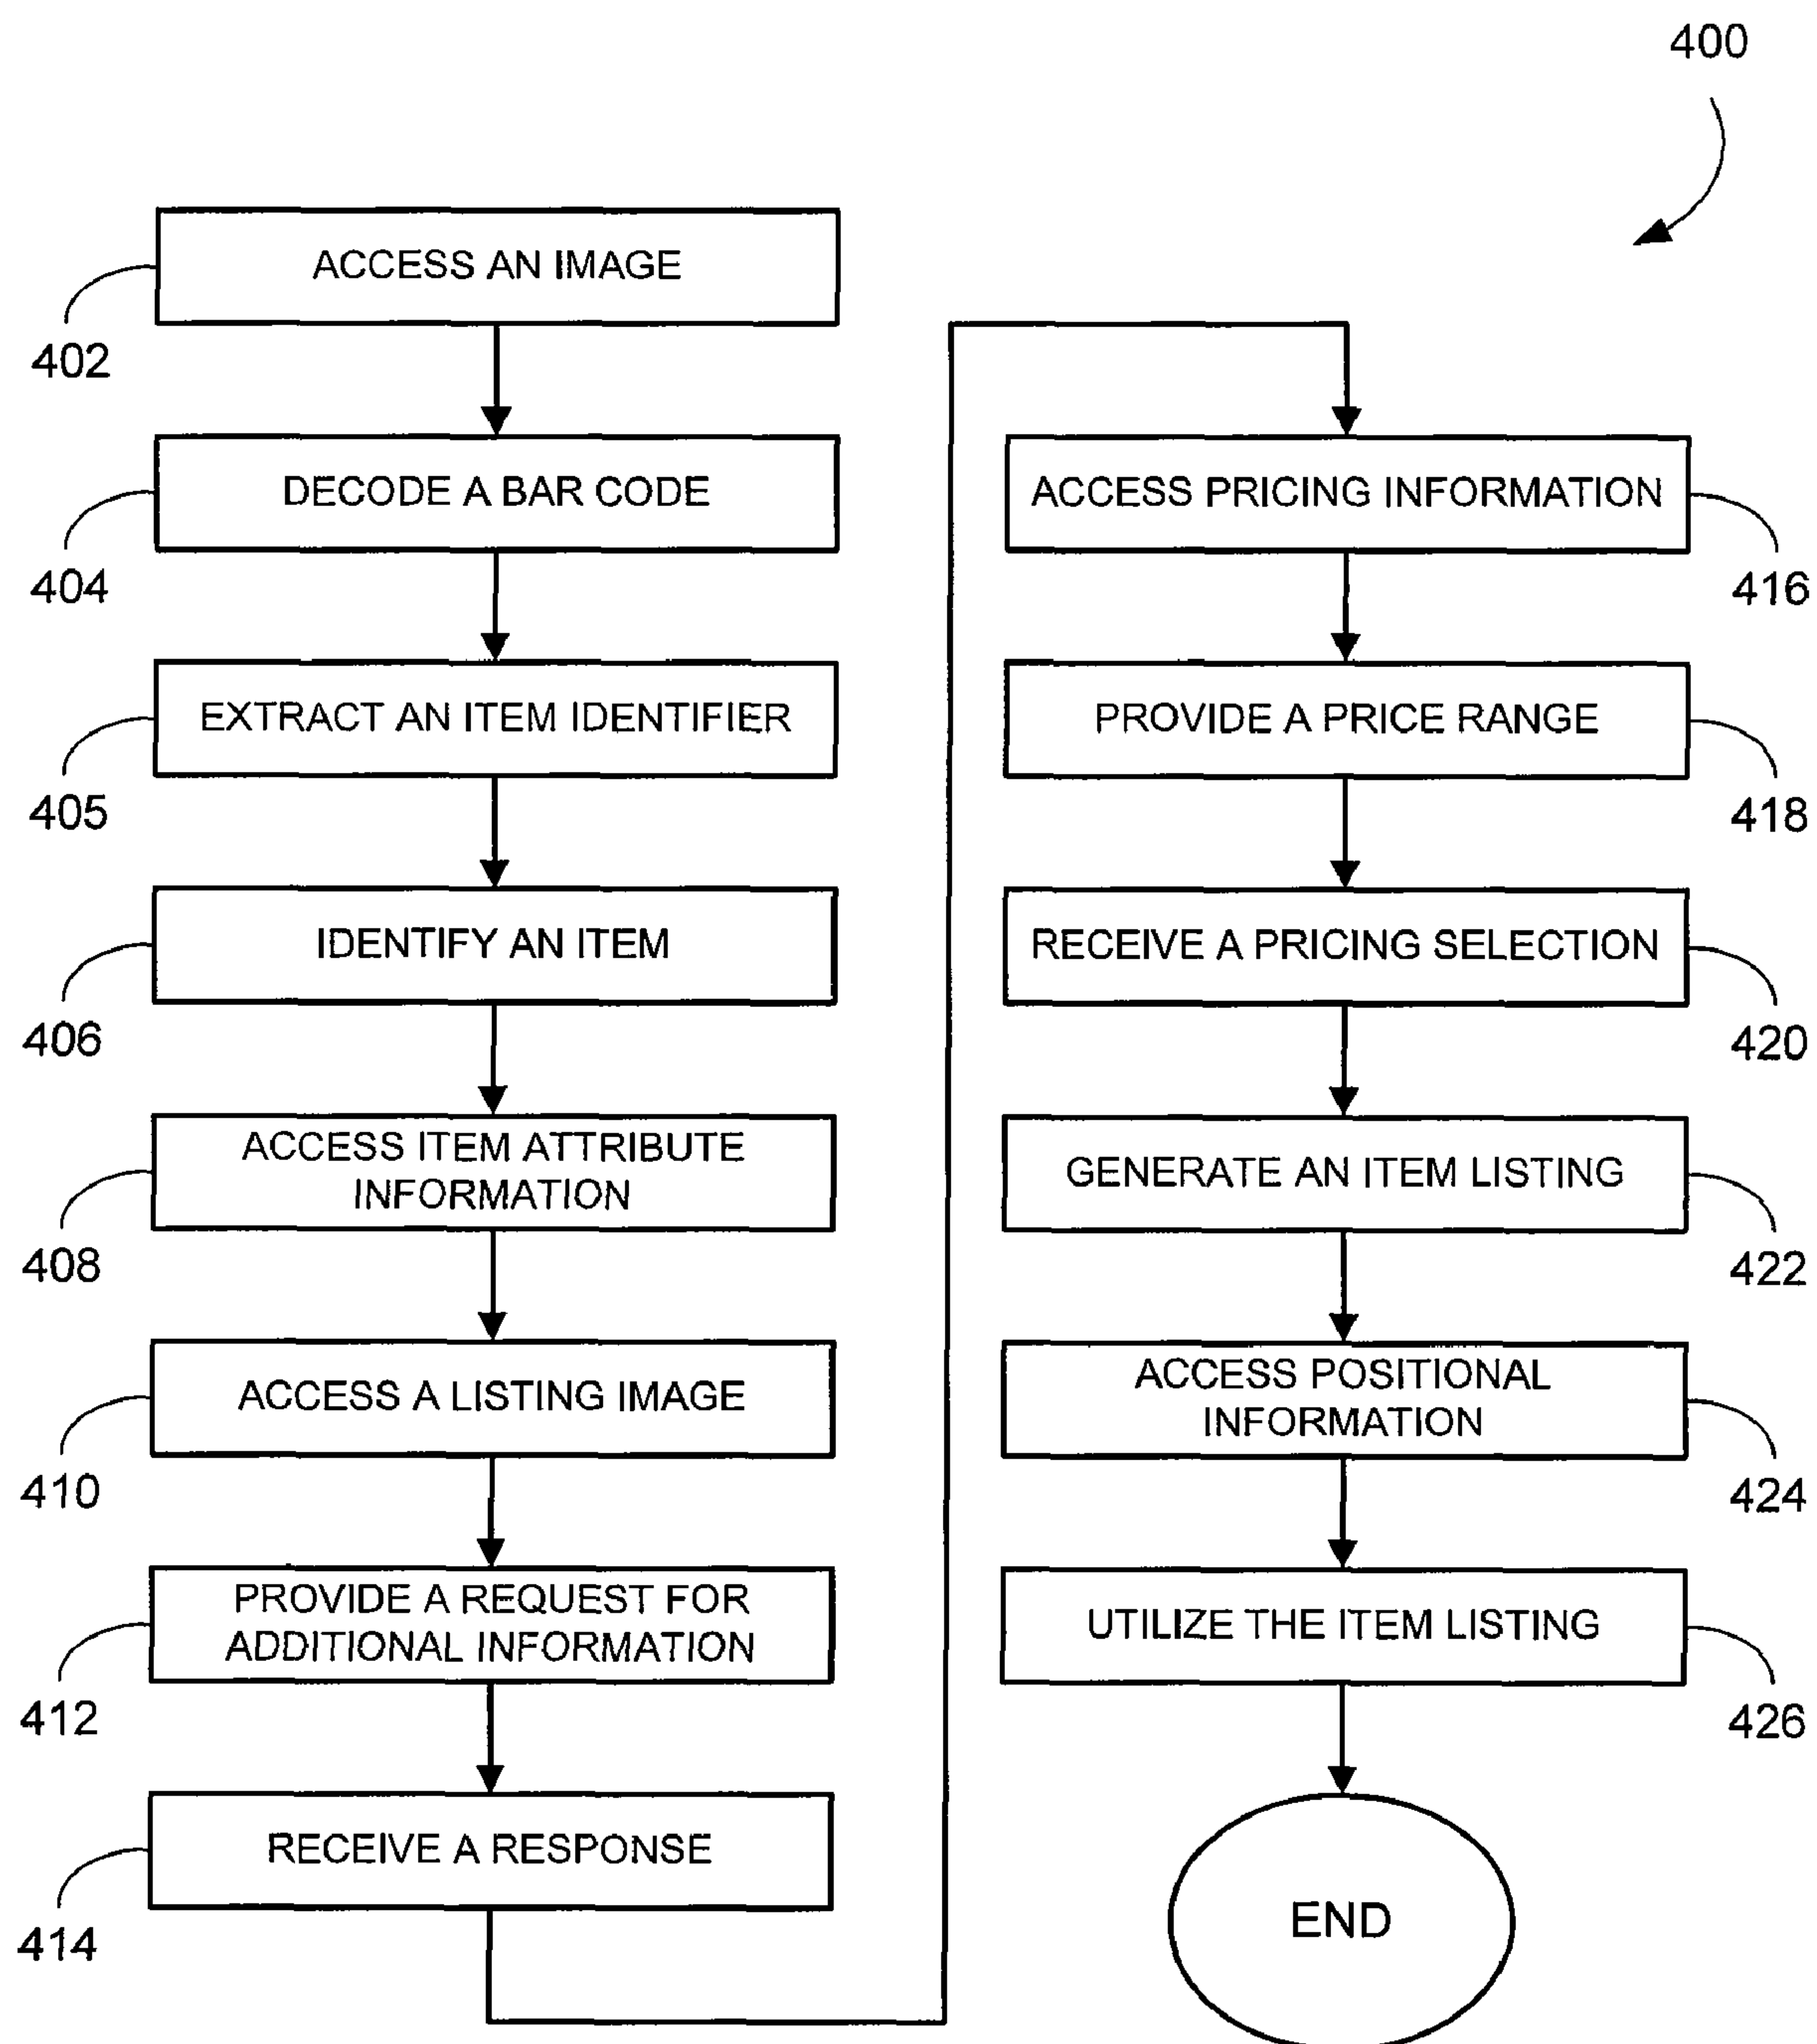 400
ACCESS AN IMAGE
402
DECODE A BAR CODE
404
EXTRACT AN ITEM IDENTIFIER
405
IDENTIFY AN ITEM
406
ACCESS ITEM ATTRIBUTE
INFORMATION
408
ACCESS A LISTING IMAGE
410
PROVIDE A REQUEST FOR
ADDITIONAL INFORMATION
412
RECEIVE A RESPONSE
414
ACCESS PRICING INFORMATION
416
PROVIDE A PRICE RANGE
418
RECEIVE A PRICING SELECTION
420
GENERATE AN ITEM LISTING
422
ACCESS POSITIONAL
INFORMATION
424
UTILIZE THE ITEM LISTING
426
END